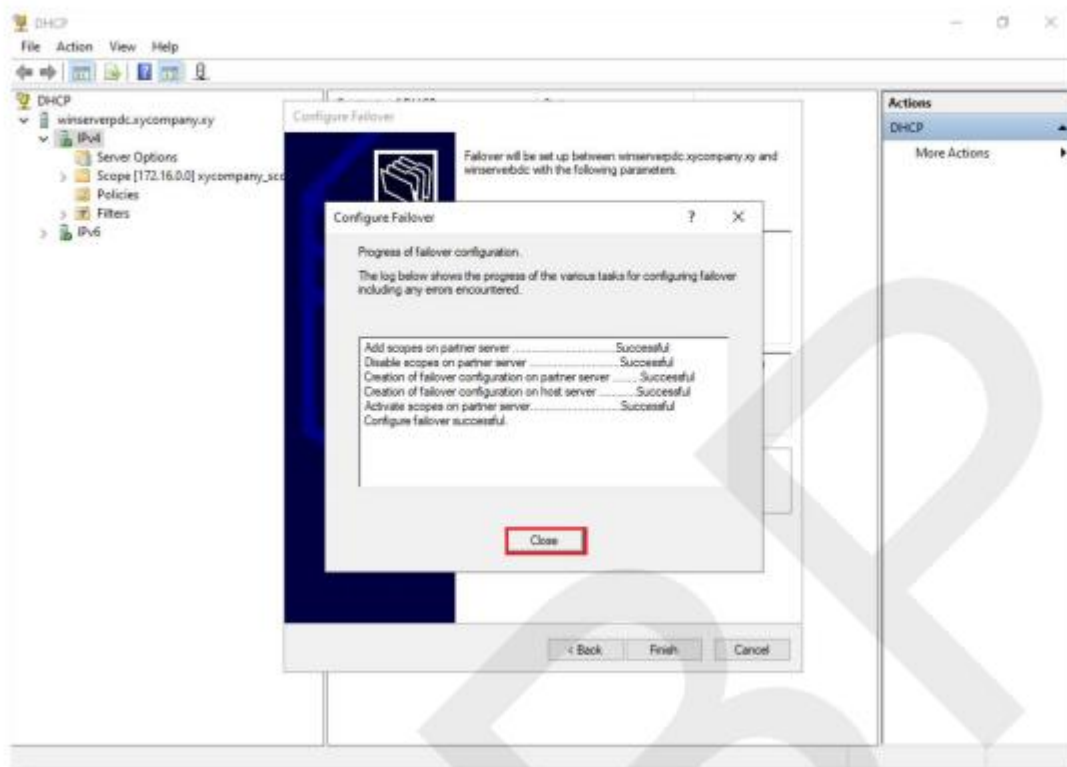 DHCP
File Action View Help
DHCP
winserverpdc.xycompany.xy
IPv4
Server Options
Scope [172.16.0.0] xycompany_sco
Policies
Filters
IPv6
Configure Failover
Failover will be set up between winserverpdc.xycompany.xy and
winserverbdc with the following parameters.
Configure Failover
Progress of failover configuration.
The log below shows the progress of the various tasks for configuring failover
including any errors encountered.
Add scopes on partner server ..............................Successful
Disable scopes on partner server ..........................Successful
Creation of failover configuration on partner server .......Successful
Creation of failover configuration on host server ............Successful
Activate scopes on partner server..........................Successful
Configure failover successful.
Close
< Back Finish Cancel
Actions
DHCP
More Actions